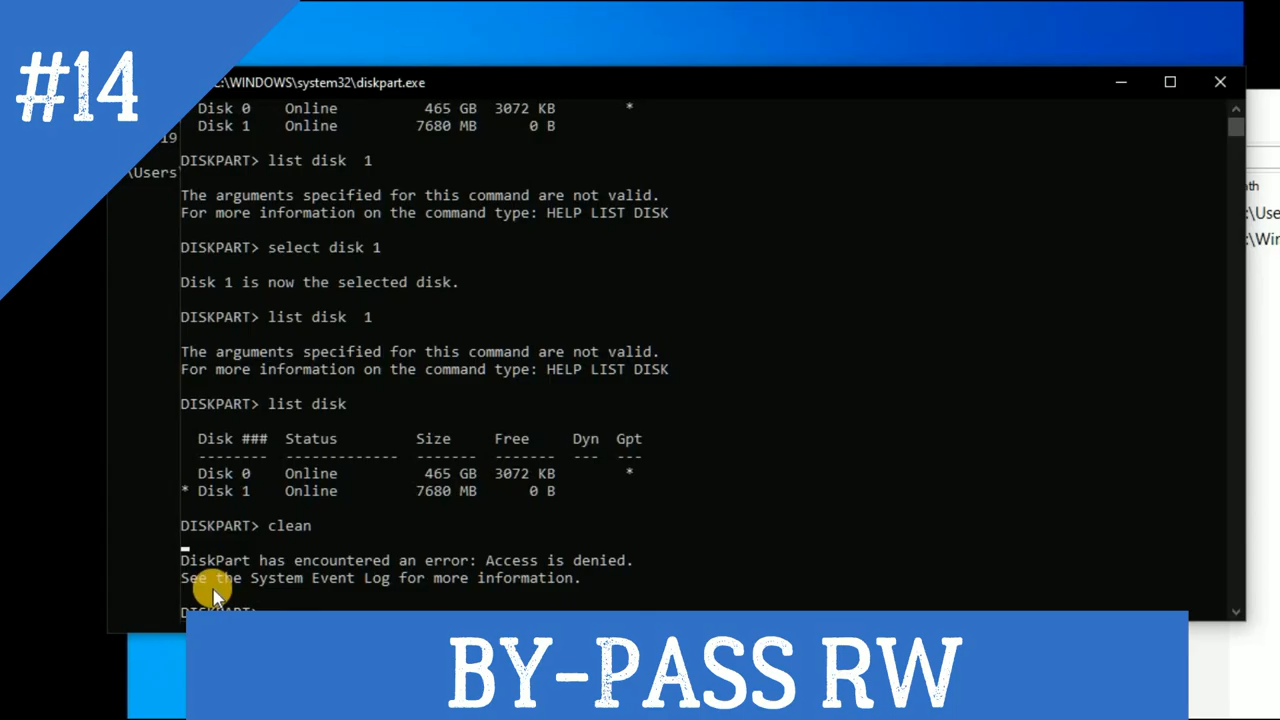 #14
C:\WINDOWS\system32\diskpart.exe
Disk 0 Online 465 GB 3072 KB *
Disk 1 Online 7680 MB 0 B
19
\Users
DISKPART> list disk  1
The arguments specified for this command are not valid.
For more information on the command type: HELP LIST DISK
DISKPART> select disk 1
Disk 1 is now the selected disk.
DISKPART> list disk  1
The arguments specified for this command are not valid.
For more information on the command type: HELP LIST DISK
DISKPART> list disk
Disk ### Status Size Free Dyn Gpt
-------- ------------- ------- ------- --- ---
Disk 0 Online 465 GB 3072 KB *
* Disk 1 Online 7680 MB 0 B
DISKPART> clean
DiskPart has encountered an error: Access is denied.
See the System Event Log for more information.
DISKPART>
ath
:\Use
:\Win
BY-PASS RW